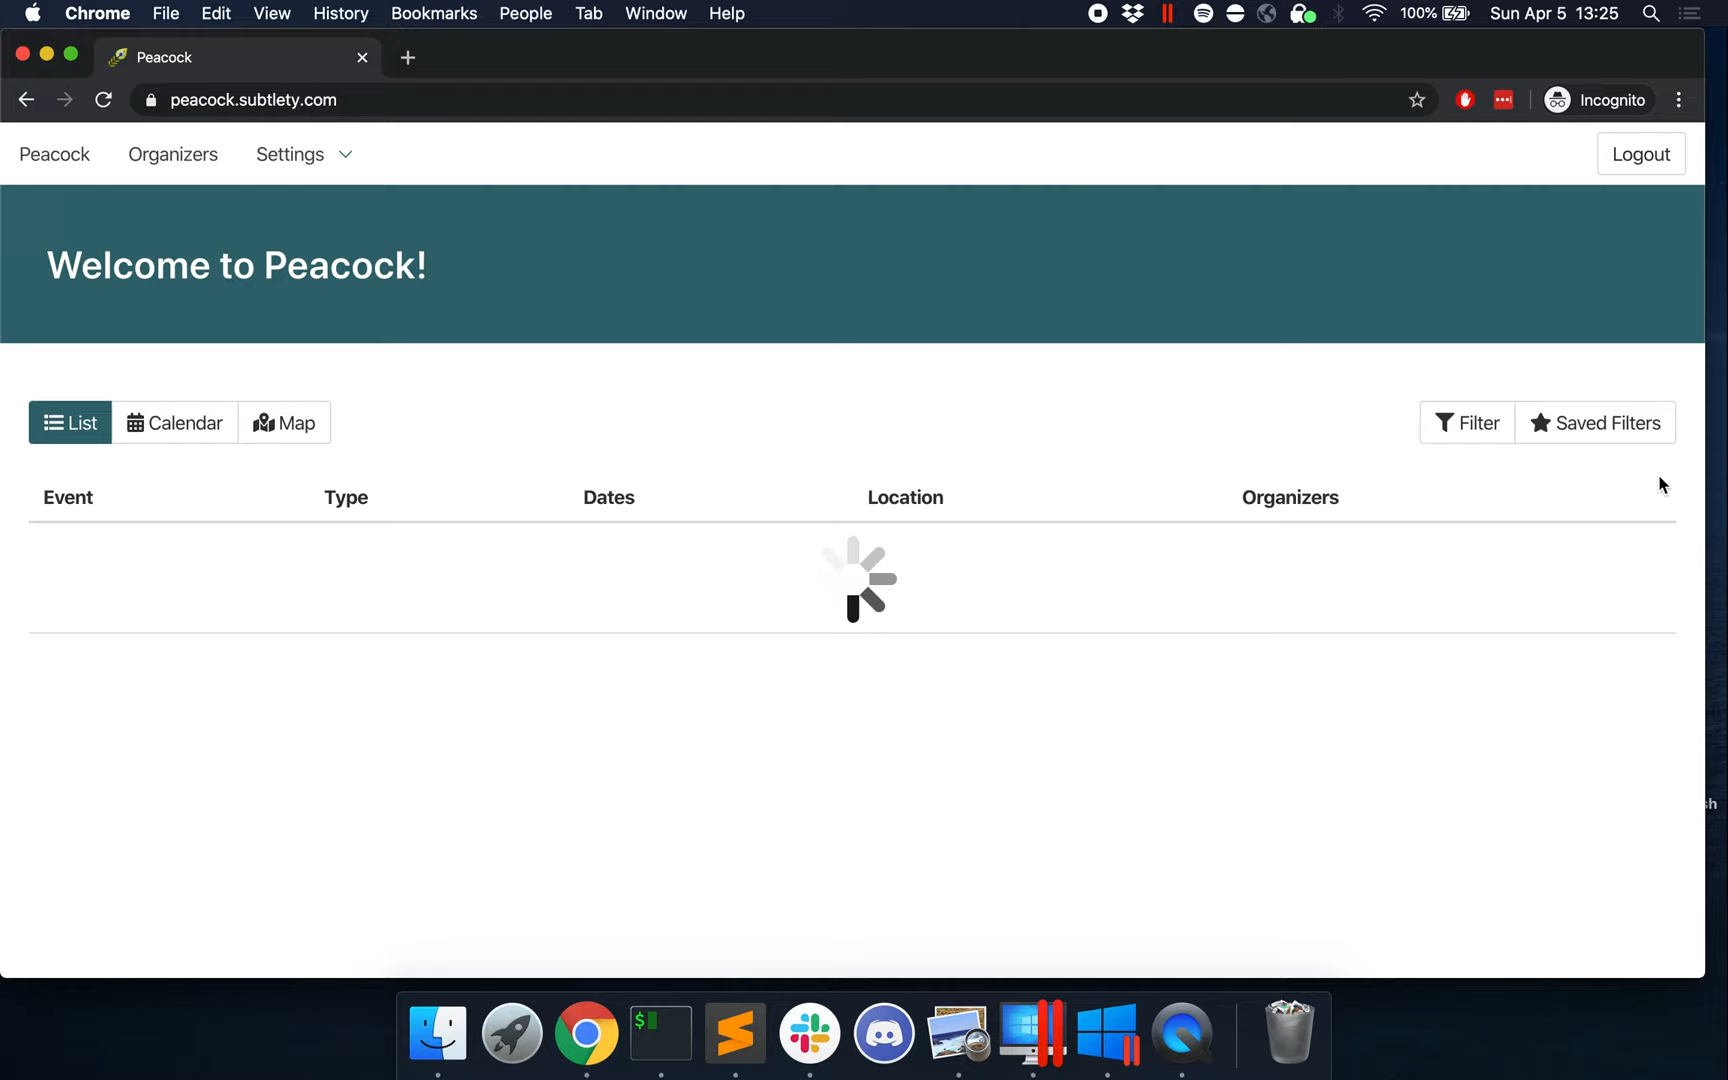 Chrome File Edit View History Bookmarks People Tab Window Help 100% Sun Apr 5 13:25
Peacock
peacock.subtlety.com Incognito
Peacock Organizers Settings Logout
Welcome to Peacock!
List Calendar Map Filter Saved Filters
Event Type Dates Location Organizers
sh
$